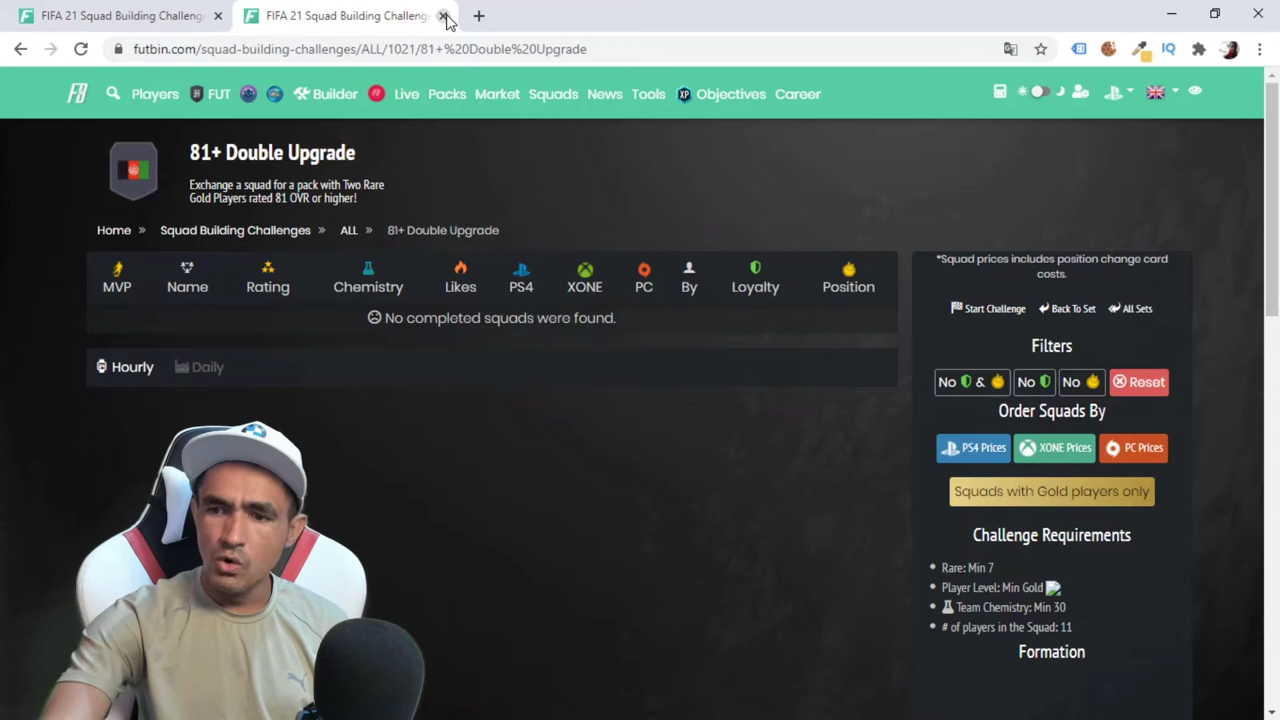 FIFA 21 Squad Building Challeng
FIFA 21 Squad Building Challeng
futbin.com/squad-building-challenges/ALL/1021/81+%20Double%20Upgrade
IQ
F8 Players FUT Builder Live Packs Market Squads News Tools XP Objectives Career
81+ Double Upgrade
Exchange a squad for a pack with Two Rare
Gold Players rated 81 OVR or higher!
Home » Squad Building Challenges » ALL » 81+ Double Upgrade
MVP Name Rating Chemistry Likes PS4 XONE PC By Loyalty Position
No completed squads were found.
Hourly Daily
*Squad prices includes position change card
costs.
Start Challenge Back To Set All Sets
Filters
No & No No Reset
Order Squads By
PS4 Prices XONE Prices PC Prices
Squads with Gold players only
Challenge Requirements
Rare: Min 7
Player Level: Min Gold
Team Chemistry: Min 30
# of players in the Squad: 11
Formation